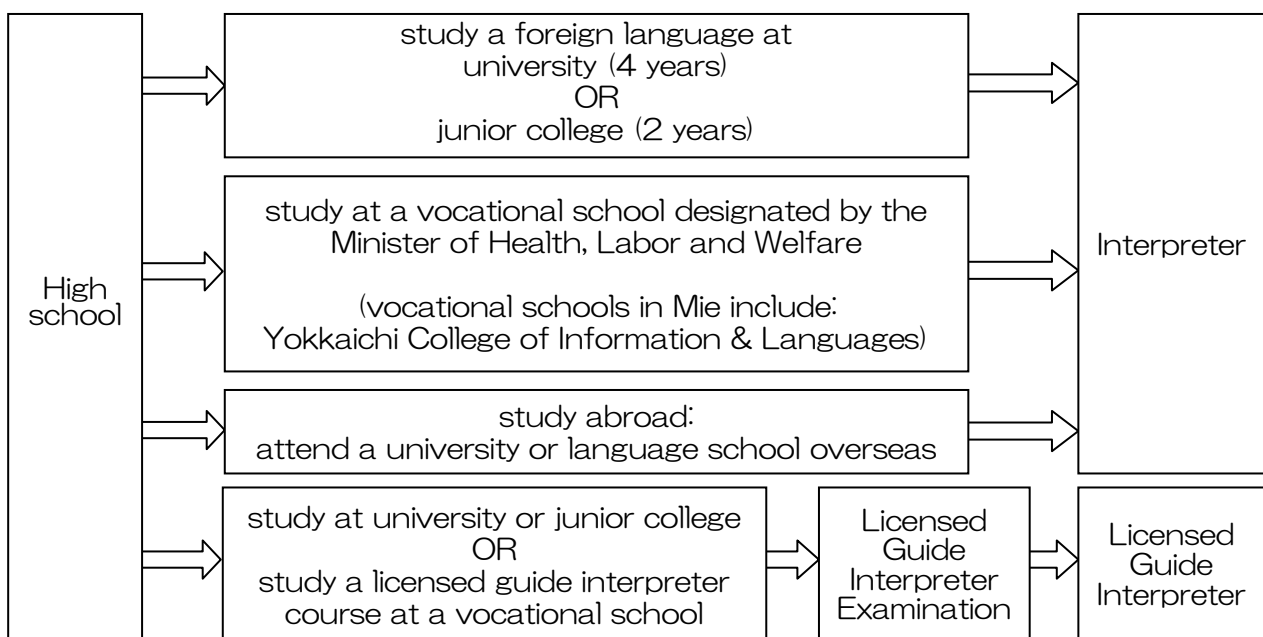 High
school
study a foreign language at
university (4 years)
OR
junior college (2 years)
study at a vocational school designated by the
Minister of Health, Labor and Welfare
(vocational schools in Mie include:
Yokkaichi College of Information & Languages)
study abroad:
attend a university or language school overseas
Interpreter
study at university or junior college
OR
study a licensed guide interpreter
course at a vocational school
Licensed
Guide
Interpreter
Examination
Licensed
Guide
Interpreter